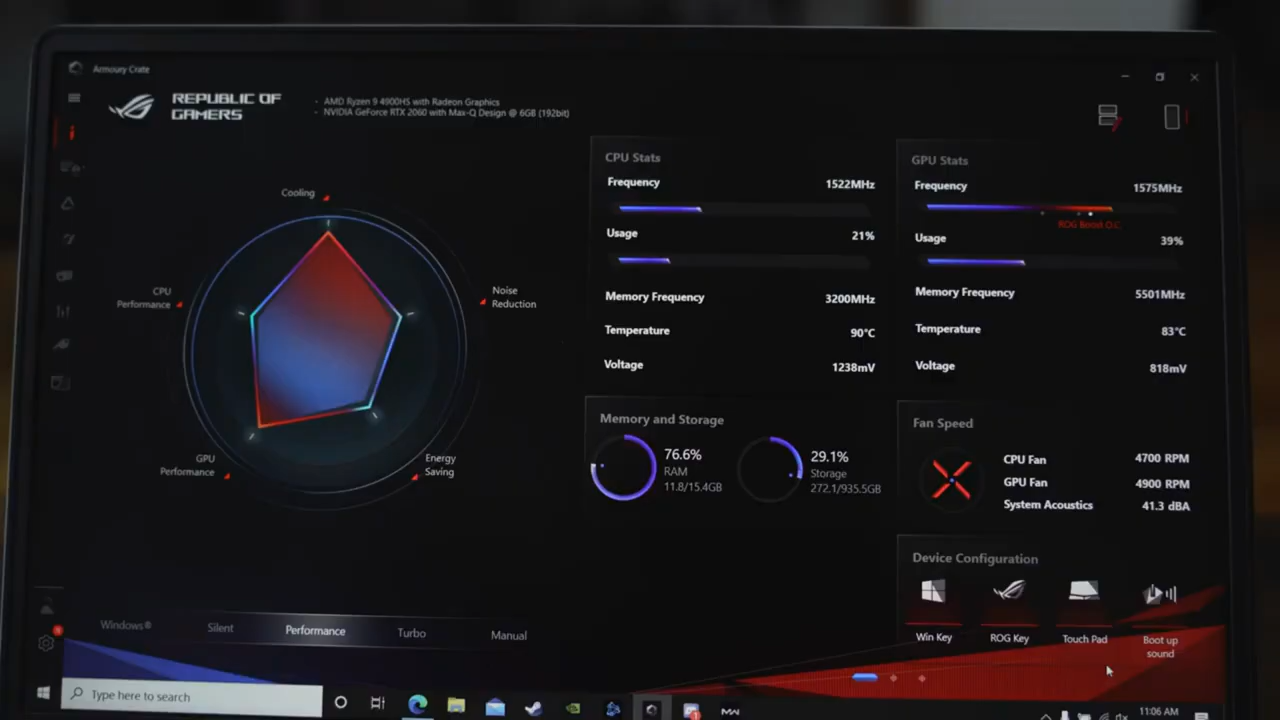 Armoury Crate
REPUBLIC OF
GAMERS
- AMD Ryzen 9 4900HS with Radeon Graphics
- NVIDIA GeForce RTX 2060 with Max-Q Design @ 6GB (192bit)
Cooling
Noise
Reduction
CPU
Performance
GPU
Performance
Energy
Saving
CPU Stats
Frequency 1522MHz
Usage 21%
Memory Frequency 3200MHz
Temperature 90°C
Voltage 1238mV
GPU Stats
Frequency 1575MHz
ROG Boost O.C.
Usage 39%
Memory Frequency 5501MHz
Temperature 83°C
Voltage 818mV
Memory and Storage
76.6%
RAM
11.8/15.4GB
29.1%
Storage
272.1/935.5GB
Fan Speed
CPU Fan 4700 RPM
GPU Fan 4900 RPM
System Acoustics 41.3 dBA
Device Configuration
Win Key
ROG Key
Touch Pad
Boot up
sound
Windows®
Silent
Performance
Turbo
Manual
Type here to search
MW
11:06 AM